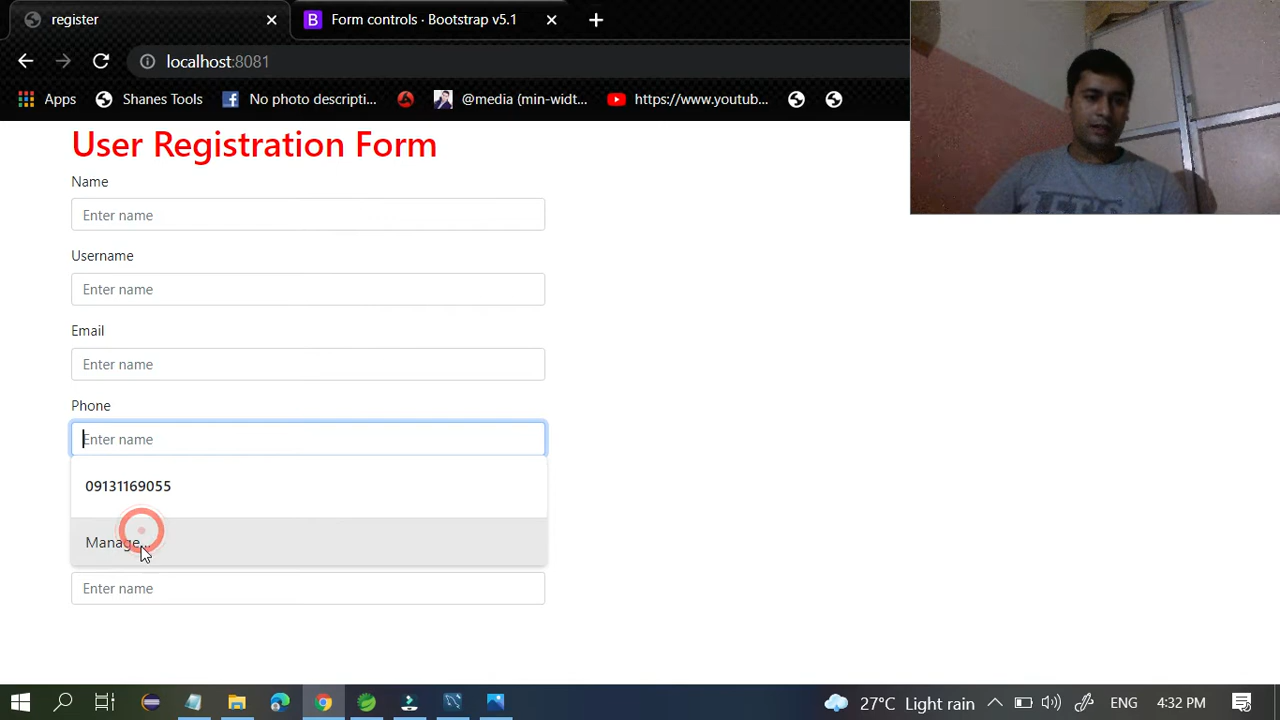 register
Form controls · Bootstrap v5.1
localhost:8081
Apps
Shanes Tools
No photo descripti...
@media (min-widt...
https://www.youtub...
User Registration Form
Name
Enter name
Username
Enter name
Email
Enter name
Phone
Enter name
09131169055
Manage...
Enter name
27°C Light rain
ENG
4:32 PM